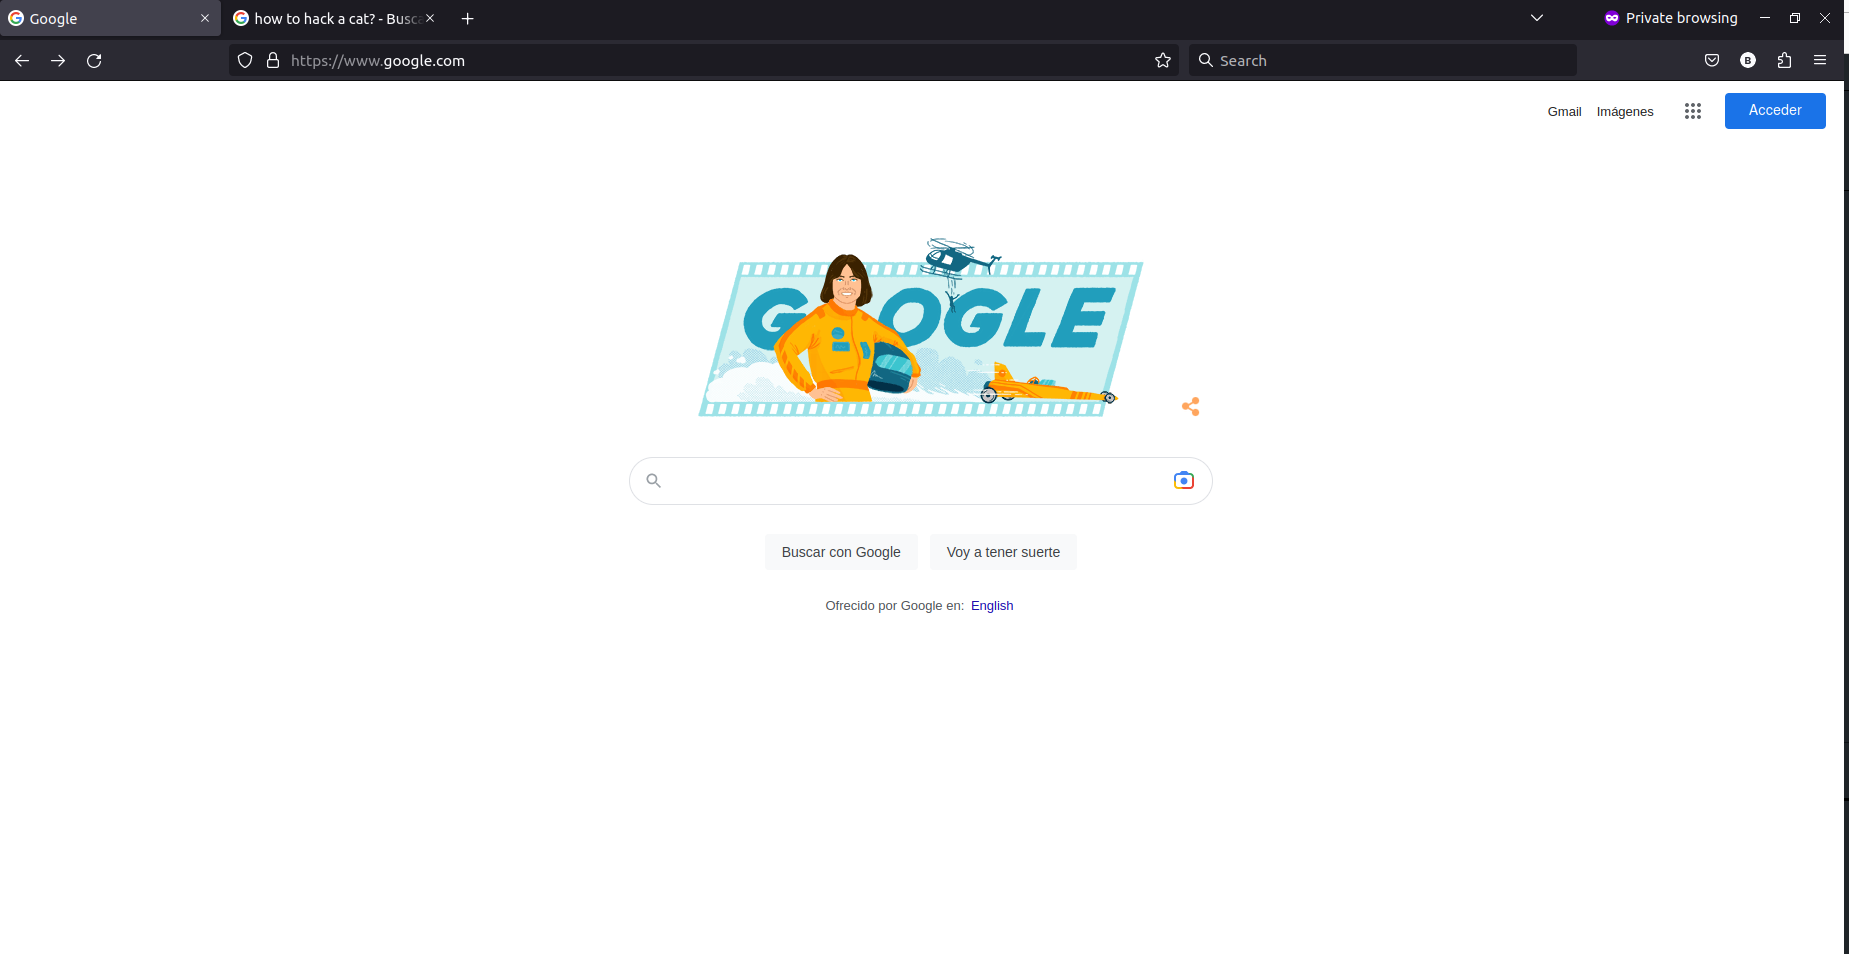 Google
how to hack a cat? - Busca
Private browsing
https://www.google.com
Search
B
Gmail
Imágenes
Acceder
GOOGLE
Buscar con Google
Voy a tener suerte
Ofrecido por Google en: English